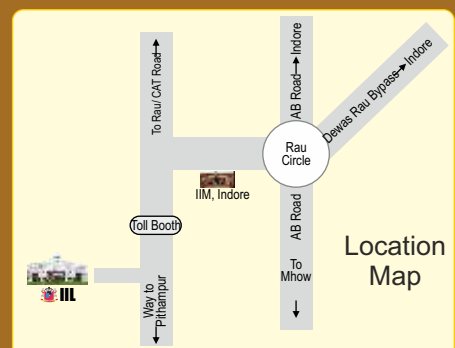 To Rau/ CAT Road
AB Road
Indore
Dewas Rau Bypass
Indore
Rau
Circle
IIM, Indore
Toll Booth
AB Road
To
Mhow
Way to
Pithampur
IIL
Location
Map